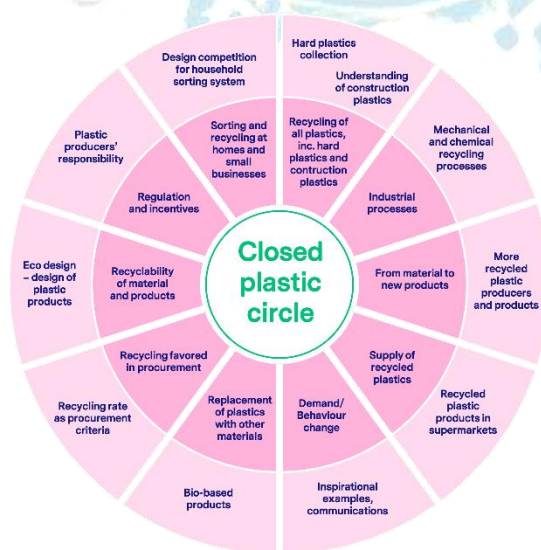 Closed
plastic
circle
Hard plastics
collection
Understanding
of construction
plastics
Recycling of
all plastics,
inc. hard
plastics and
contruction
plastics
Mechanical
and chemical
recycling
processes
Industrial
processes
More
recycled
plastic
producers
and products
From material to
new products
Recycled
plastic
products in
supermarkets
Supply of
recycled
plastics
Inspirational
examples,
communications
Demand/
Behaviour
change
Bio-based
products
Replacement
of plastics
with other
materials
Recycling rate
as procurement
criteria
Recycling favored
in procurement
Eco design
– design of
plastic
products
Recyclability
of material
and products
Plastic
producers’
responsibility
Regulation
and incentives
Design competition
for household
sorting system
Sorting and
recycling at
homes and
small
businesses